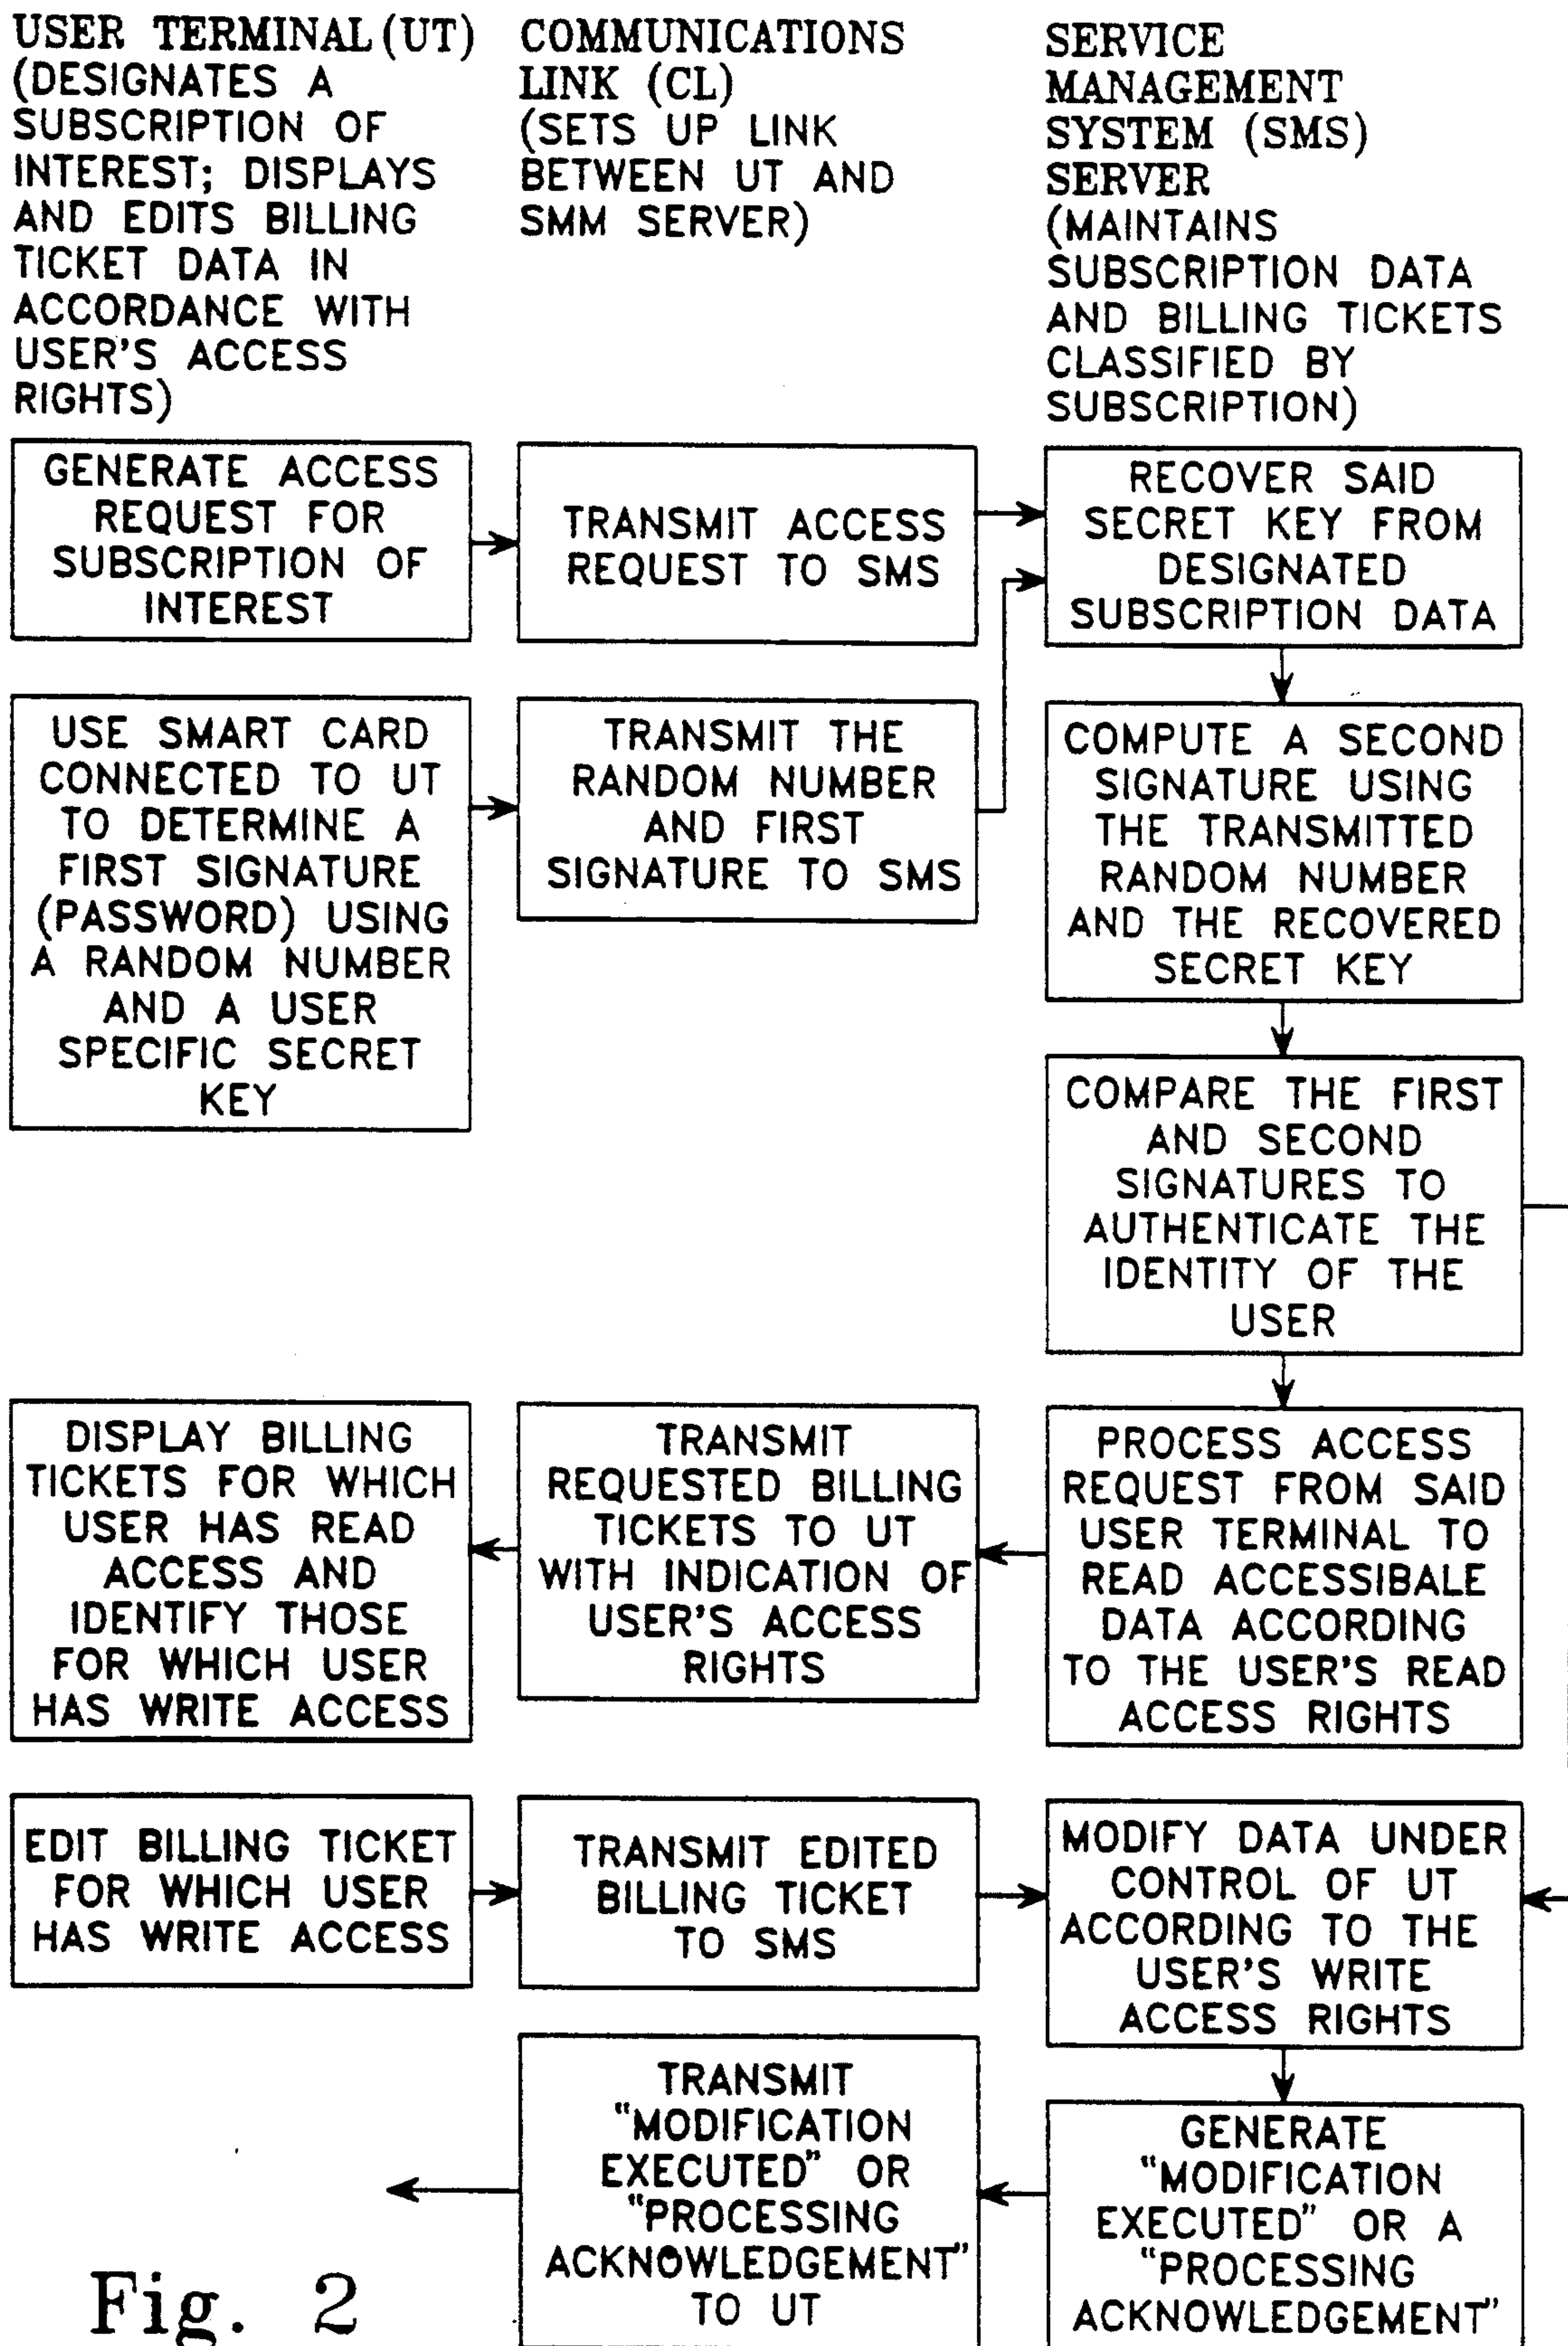 USER TERMINAL (UT)
(DESIGNATES A
SUBSCRIPTION OF
INTEREST; DISPLAYS
AND EDITS BILLING
TICKET DATA IN
ACCORDANCE WITH
USER'S ACCESS
RIGHTS)
COMMUNICATIONS
LINK (CL)
(SETS UP LINK
BETWEEN UT AND
SMM SERVER)
SERVICE
MANAGEMENT
SYSTEM (SMS)
SERVER
(MAINTAINS
SUBSCRIPTION DATA
AND BILLING TICKETS
CLASSIFIED BY
SUBSCRIPTION)
GENERATE ACCESS
REQUEST FOR
SUBSCRIPTION OF
INTEREST
TRANSMIT ACCESS
REQUEST TO SMS
RECOVER SAID
SECRET KEY FROM
DESIGNATED
SUBSCRIPTION DATA
USE SMART CARD
CONNECTED TO UT
TO DETERMINE A
FIRST SIGNATURE
(PASSWORD) USING
A RANDOM NUMBER
AND A USER
SPECIFIC SECRET
KEY
TRANSMIT THE
RANDOM NUMBER
AND FIRST
SIGNATURE TO SMS
COMPUTE A SECOND
SIGNATURE USING
THE TRANSMITTED
RANDOM NUMBER
AND THE RECOVERED
SECRET KEY
COMPARE THE FIRST
AND SECOND
SIGNATURES TO
AUTHENTICATE THE
IDENTITY OF THE
USER
DISPLAY BILLING
TICKETS FOR WHICH
USER HAS READ
ACCESS AND
IDENTIFY THOSE
FOR WHICH USER
HAS WRITE ACCESS
TRANSMIT
REQUESTED BILLING
TICKETS TO UT
WITH INDICATION OF
USER'S ACCESS
RIGHTS
PROCESS ACCESS
REQUEST FROM SAID
USER TERMINAL TO
READ ACCESSIBALE
DATA ACCORDING
TO THE USER'S READ
ACCESS RIGHTS
EDIT BILLING TICKET
FOR WHICH USER
HAS WRITE ACCESS
TRANSMIT EDITED
BILLING TICKET
TO SMS
MODIFY DATA UNDER
CONTROL OF UT
ACCORDING TO THE
USER'S WRITE
ACCESS RIGHTS
TRANSMIT
"MODIFICATION
EXECUTED" OR
"PROCESSING
ACKNOWLEDGEMENT"
TO UT
GENERATE
"MODIFICATION
EXECUTED" OR A
"PROCESSING
ACKNOWLEDGEMENT"
Fig. 2